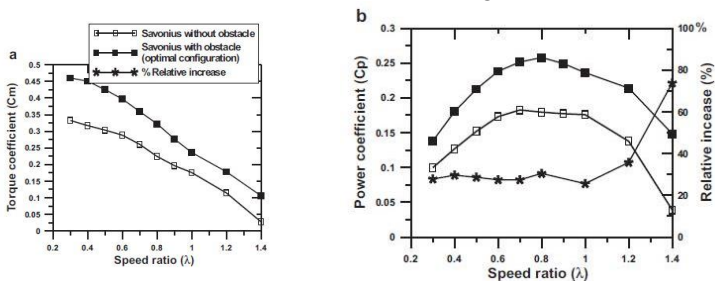 a
Savonius without obstacle
Savonius with obstacle
(optimal configuration)
% Relative increase
Torque coefficient (Cm)
0.5
0.45
0.4
0.35
0.3
0.25
0.2
0.15
0.1
0.05
0
0.2 0.4 0.6 0.8 1.0 1.2 1.4
Speed ratio (λ)
b
Power coefficient (Cp)
0.3
0.25
0.2
0.15
0.1
0.05
0
0.2 0.4 0.6 0.8 1.0 1.2 1.4
Speed ratio (λ)
100%
80
60
40
20
0
Relative increase (%)